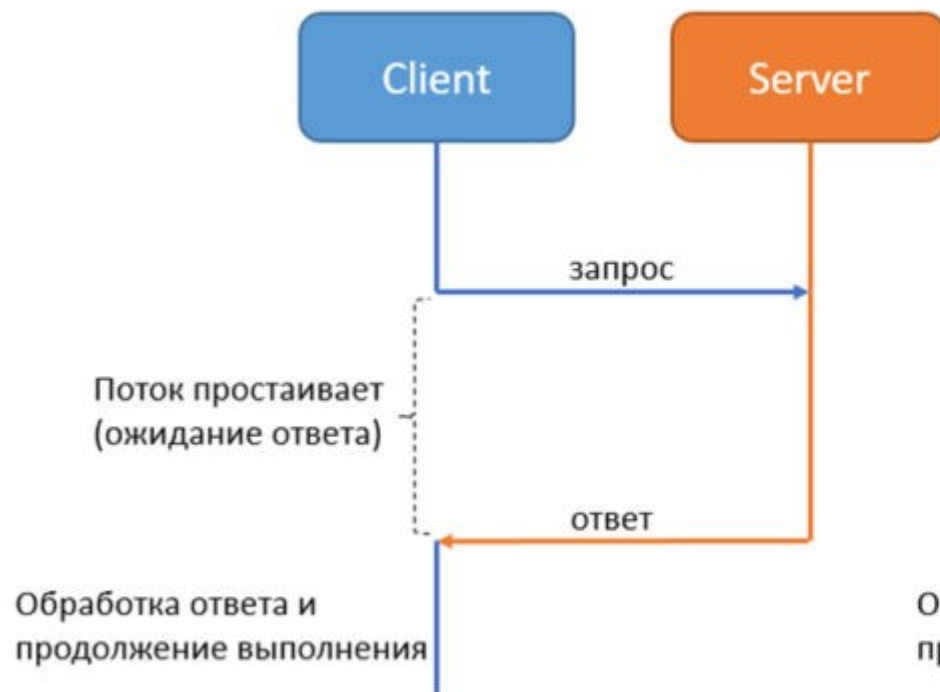 Client
Server
запрос
Поток простаивает
(ожидание ответа)
ответ
Обработка ответа и
продолжение выполнения